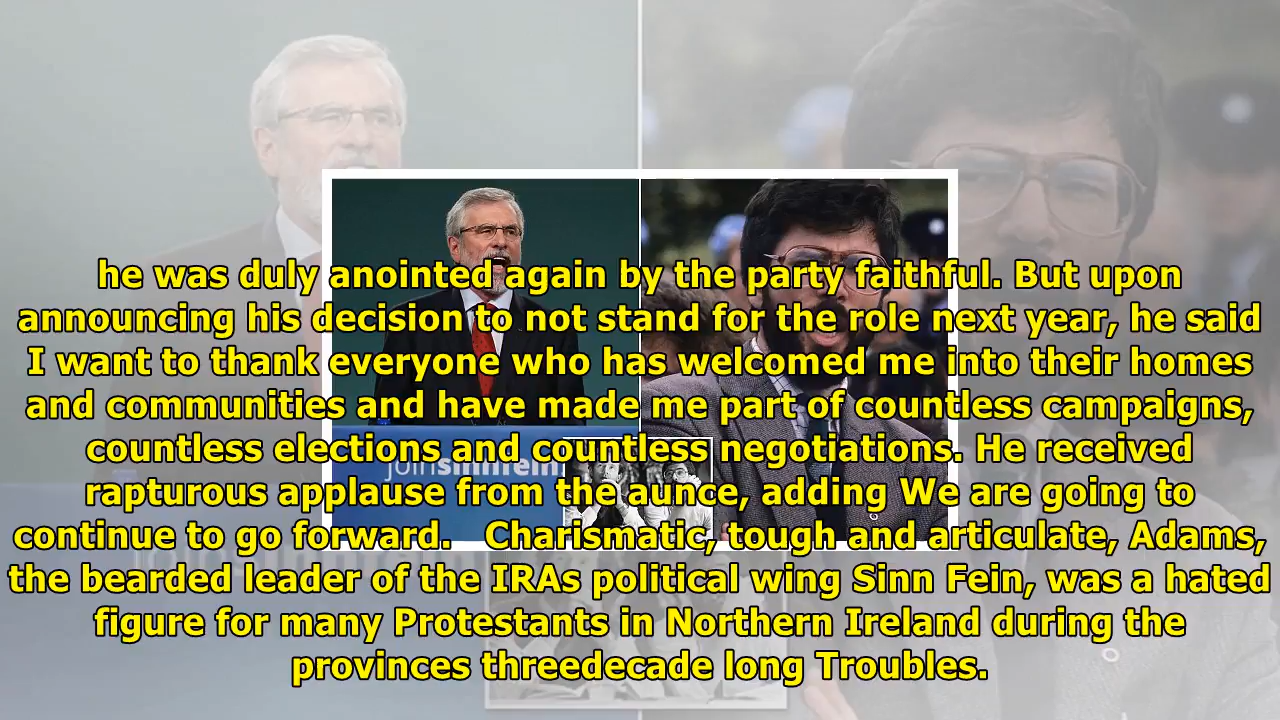 he was duly anointed again by the party faithful. But upon
announcing his decision to not stand for the role next year, he said
I want to thank everyone who has welcomed me into their homes
and communities and have made me part of countless campaigns,
countless elections and countless negotiations. He received
rapturous applause from the aunce, adding We are going to
continue to go forward.   Charismatic, tough and articulate, Adams,
the bearded leader of the IRAs political wing Sinn Fein, was a hated
figure for many Protestants in Northern Ireland during the
provinces threedecade long Troubles.
joinsinnfein